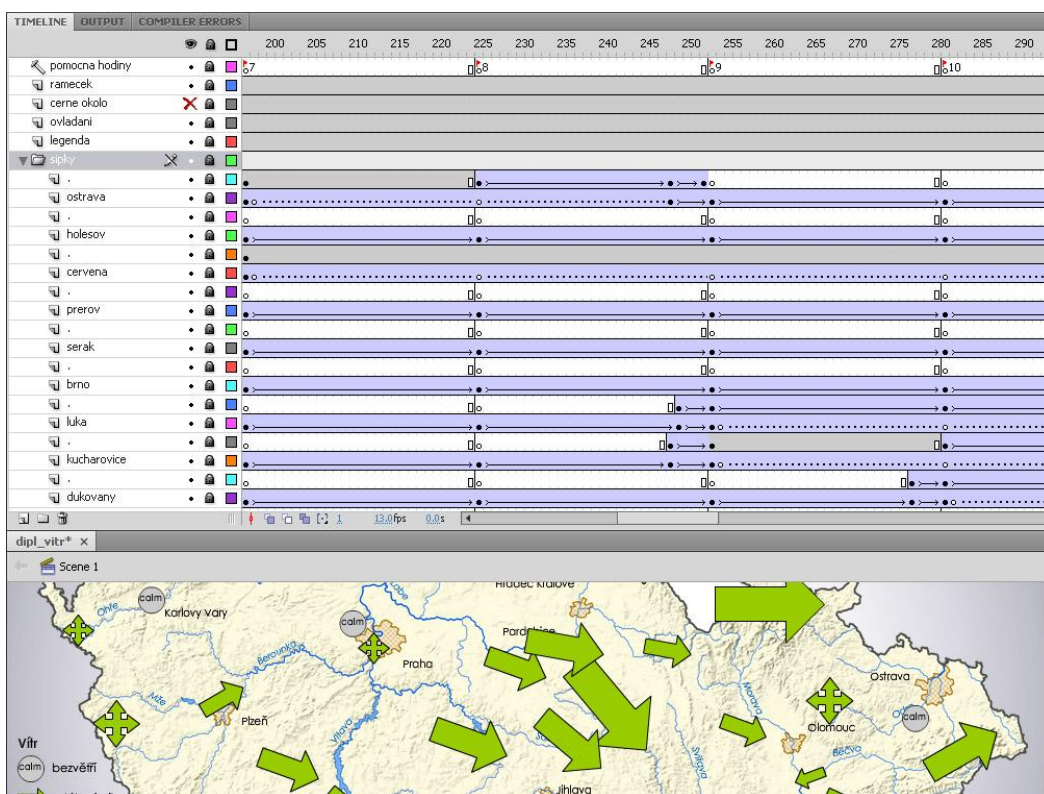 TIMELINE OUTPUT COMPILER ERRORS
200 205 210 215 220 225 230 235 240 245 250 255 260 265 270 275 280 285 290
pomocna hodiny 7 8 9 10
ramecek
cerne okolo
ovladani
legenda
sipky
.
ostrava
.
holesov
.
cervena
.
prerov
.
serak
.
brno
.
luka
.
kucharovice
.
dukovany
1 13.0fps 0.0s
dipl_vitr* ×
Scene 1
Hradec Králové
Labe
calm
Ohře
Karlovy Vary
calm
Pardubice
Praha
Berounka
Ostrava
Mže
Morava
calm
Plzeň
Vltava
Olomouc
Vítr
Svitava
Bečva
calm bezvětří
Jihlava